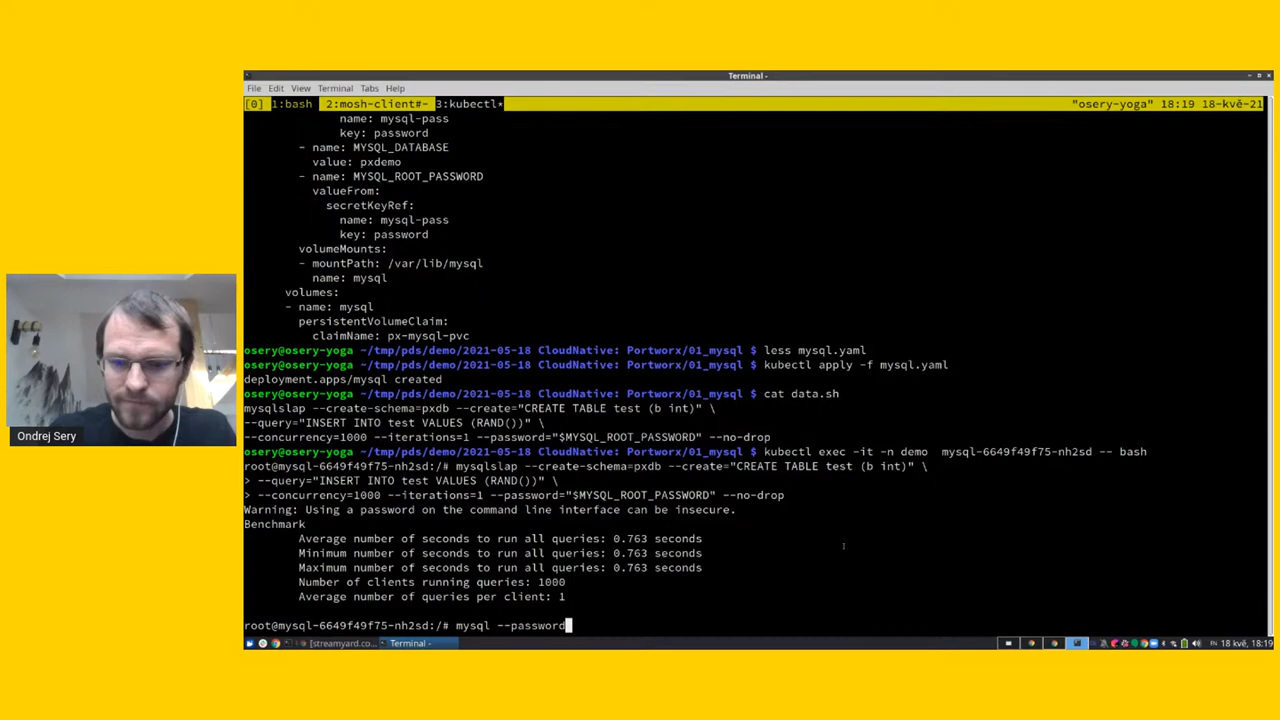 Terminal -
File Edit View Terminal Tabs Help
[0] 1:bash 2:mosh-client#- 3:kubectl* "osery-yoga" 18:19 18-kvě-21
name: mysql-pass
key: password
- name: MYSQL_DATABASE
value: pxdemo
- name: MYSQL_ROOT_PASSWORD
valueFrom:
secretKeyRef:
name: mysql-pass
key: password
volumeMounts:
- mountPath: /var/lib/mysql
name: mysql
volumes:
- name: mysql
persistentVolumeClaim:
claimName: px-mysql-pvc
osery@osery-yoga ~/tmp/pds/demo/2021-05-18 CloudNative: Portworx/01_mysql $ less mysql.yaml
osery@osery-yoga ~/tmp/pds/demo/2021-05-18 CloudNative: Portworx/01_mysql $ kubectl apply -f mysql.yaml
deployment.apps/mysql created
osery@osery-yoga ~/tmp/pds/demo/2021-05-18 CloudNative: Portworx/01_mysql $ cat data.sh
mysqlslap --create-schema=pxdb --create="CREATE TABLE test (b int)" \
--query="INSERT INTO test VALUES (RAND())" \
--concurrency=1000 --iterations=1 --password="$MYSQL_ROOT_PASSWORD" --no-drop
osery@osery-yoga ~/tmp/pds/demo/2021-05-18 CloudNative: Portworx/01_mysql $ kubectl exec -it -n demo  mysql-6649f49f75-nh2sd -- bash
root@mysql-6649f49f75-nh2sd:/# mysqlslap --create-schema=pxdb --create="CREATE TABLE test (b int)" \
> --query="INSERT INTO test VALUES (RAND())" \
> --concurrency=1000 --iterations=1 --password="$MYSQL_ROOT_PASSWORD" --no-drop
Warning: Using a password on the command line interface can be insecure.
Benchmark
Average number of seconds to run all queries: 0.763 seconds
Minimum number of seconds to run all queries: 0.763 seconds
Maximum number of seconds to run all queries: 0.763 seconds
Number of clients running queries: 1000
Average number of queries per client: 1
root@mysql-6649f49f75-nh2sd:/# mysql --password
Ondrej Sery
[streamyard.co... Terminal - 18 kvě, 18:19